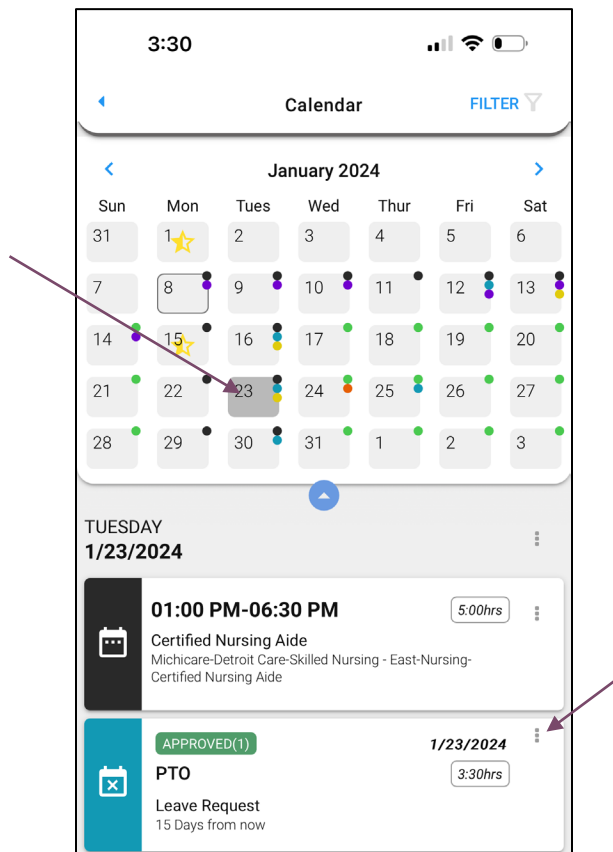 3:30
Calendar FILTER
January 2024
Sun Mon Tues Wed Thur Fri Sat
31 1 2 3 4 5 6
7 8 9 10 11 12 13
14 15 16 17 18 19 20
21 22 23 24 25 26 27
28 29 30 31 1 2 3
TUESDAY
1/23/2024
01:00 PM-06:30 PM 5:00hrs
Certified Nursing Aide
Michicare-Detroit Care-Skilled Nursing - East-Nursing-
Certified Nursing Aide
APPROVED(1) 1/23/2024
PTO 3:30hrs
Leave Request
15 Days from now